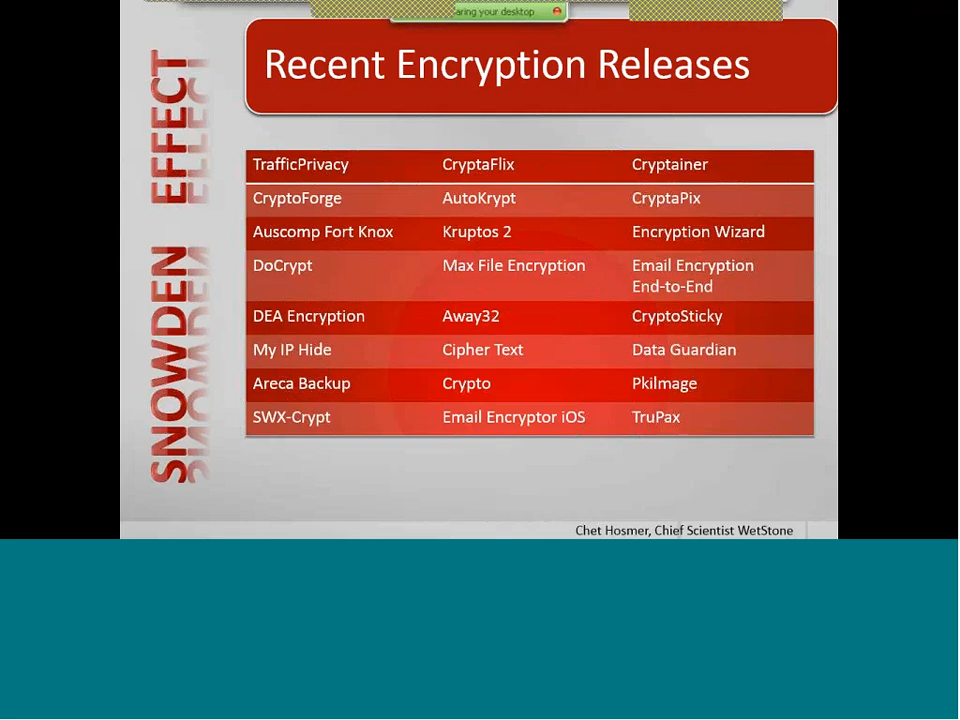 aring your desktop
Recent Encryption Releases
SNOWDEN EFFECT
TrafficPrivacy CryptaFlix Cryptainer
CryptoForge AutoKrypt CryptaPix
Auscomp Fort Knox Kruptos 2 Encryption Wizard
DoCrypt Max File Encryption Email Encryption
End-to-End
DEA Encryption Away32 CryptoSticky
My IP Hide Cipher Text Data Guardian
Areca Backup Crypto PkiImage
SWX-Crypt Email Encryptor iOS TruPax
Chet Hosmer, Chief Scientist WetStone